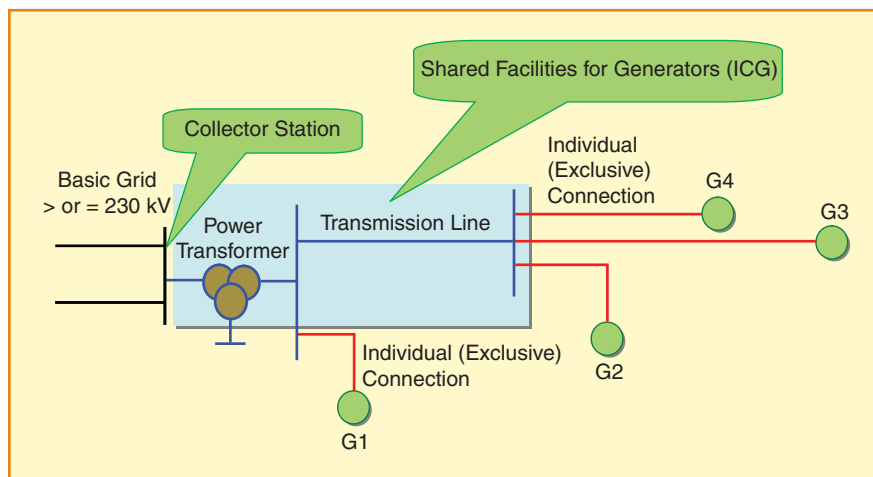 Shared Facilities for Generators (ICG)
Collector Station
Individual
(Exclusive)
Connection
G4
G3
Basic Grid
> or = 230 kV
Power
Transformer
Transmission Line
Individual (Exclusive)
Connection
G2
G1